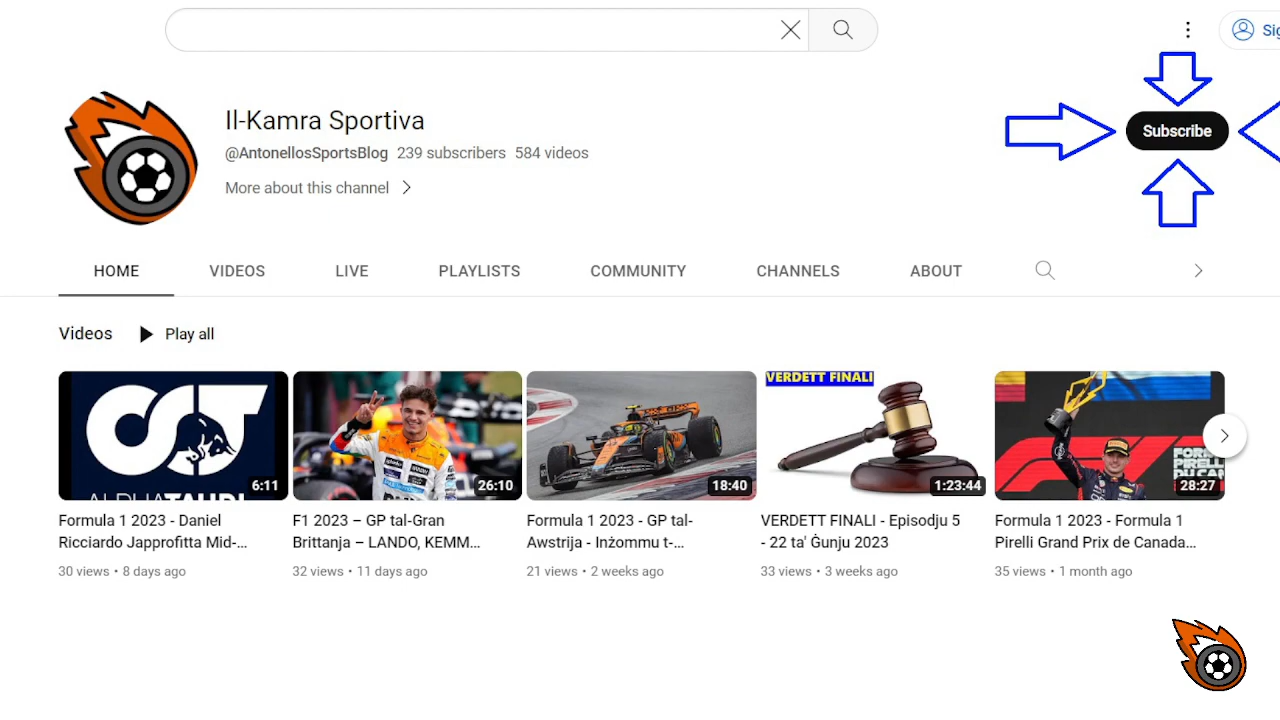 Sig
Il-Kamra Sportiva
Subscribe
@AntonellosSportsBlog 239 subscribers 584 videos
More about this channel
HOME VIDEOS LIVE PLAYLISTS COMMUNITY CHANNELS ABOUT
Videos Play all
ALPHATAURI
6:11
26:10
18:40
VERDETT FINALI
1:23:44
28:27
Formula 1 2023 - Daniel
Ricciardo Japprofitta Mid-...
30 views • 8 days ago
F1 2023 – GP tal-Gran
Brittanja – LANDO, KEMM...
32 views • 11 days ago
Formula 1 2023 - GP tal-
Awstrija - Inżommu t-...
21 views • 2 weeks ago
VERDETT FINALI - Episodju 5
- 22 ta' Ġunju 2023
33 views • 3 weeks ago
Formula 1 2023 - Formula 1
Pirelli Grand Prix de Canada...
35 views • 1 month ago